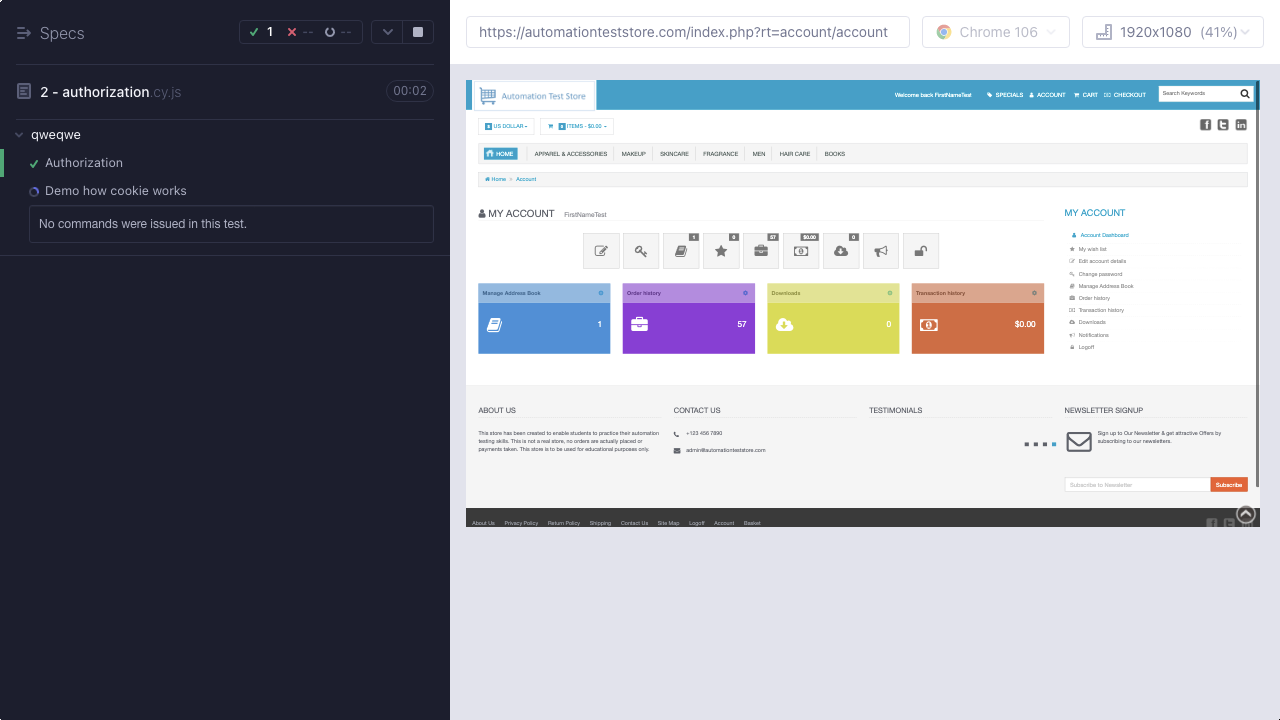 Specs
1
--
--
https://automationteststore.com/index.php?rt=account/account
Chrome 106
1920x1080 (41%)
2 - authorization.cy.js
00:02
qweqwe
Authorization
Demo how cookie works
No commands were issued in this test.
Automation Test Store
Welcome back FirstNameTest
SPECIALS
ACCOUNT
CART
CHECKOUT
Search Keywords
US DOLLAR
0 ITEMS - $0.00
HOME
APPAREL & ACCESSORIES
MAKEUP
SKINCARE
FRAGRANCE
MEN
HAIR CARE
BOOKS
Home
Account
MY ACCOUNT FirstNameTest
1
0
57
$0.00
0
Manage Address Book
1
Order history
57
Downloads
0
Transaction history
$0.00
MY ACCOUNT
Account Dashboard
My wish list
Edit account details
Change password
Manage Address Book
Order history
Transaction history
Downloads
Notifications
Logoff
ABOUT US
This store has been created to enable students to practice their automation
testing skills. This is not a real store, no orders are actually placed or
payments taken. This store is to be used for educational purposes only.
CONTACT US
+123 456 7890
admin@automationteststore.com
TESTIMONIALS
NEWSLETTER SIGNUP
Sign up to Our Newsletter & get attractive Offers by
subscribing to our newsletters.
Subscribe to Newsletter
Subscribe
About Us
Privacy Policy
Return Policy
Shipping
Contact Us
Site Map
Logoff
Account
Basket